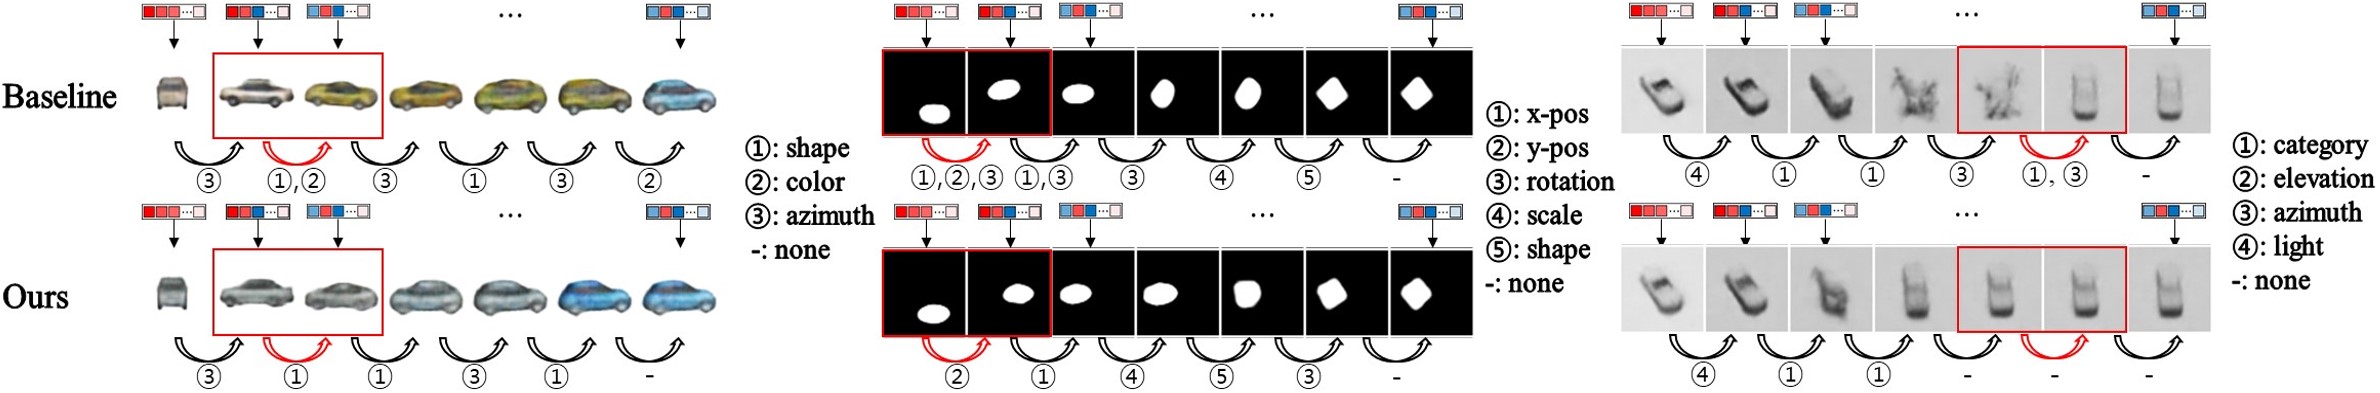 ...
...
...
Baseline
③ ①,② ③ ① ③ ②
①: shape
②: color
③: azimuth
-: none
①,②,③ ①,③ ③ ④ ⑤ -
①: x-pos
②: y-pos
③: rotation
④: scale
⑤: shape
-: none
④ ① ① ③ ①, ③ -
①: category
②: elevation
③: azimuth
④: light
-: none
...
...
...
Ours
③ ① ① ③ ① -
② ① ④ ⑤ ③ -
④ ① ① - - -